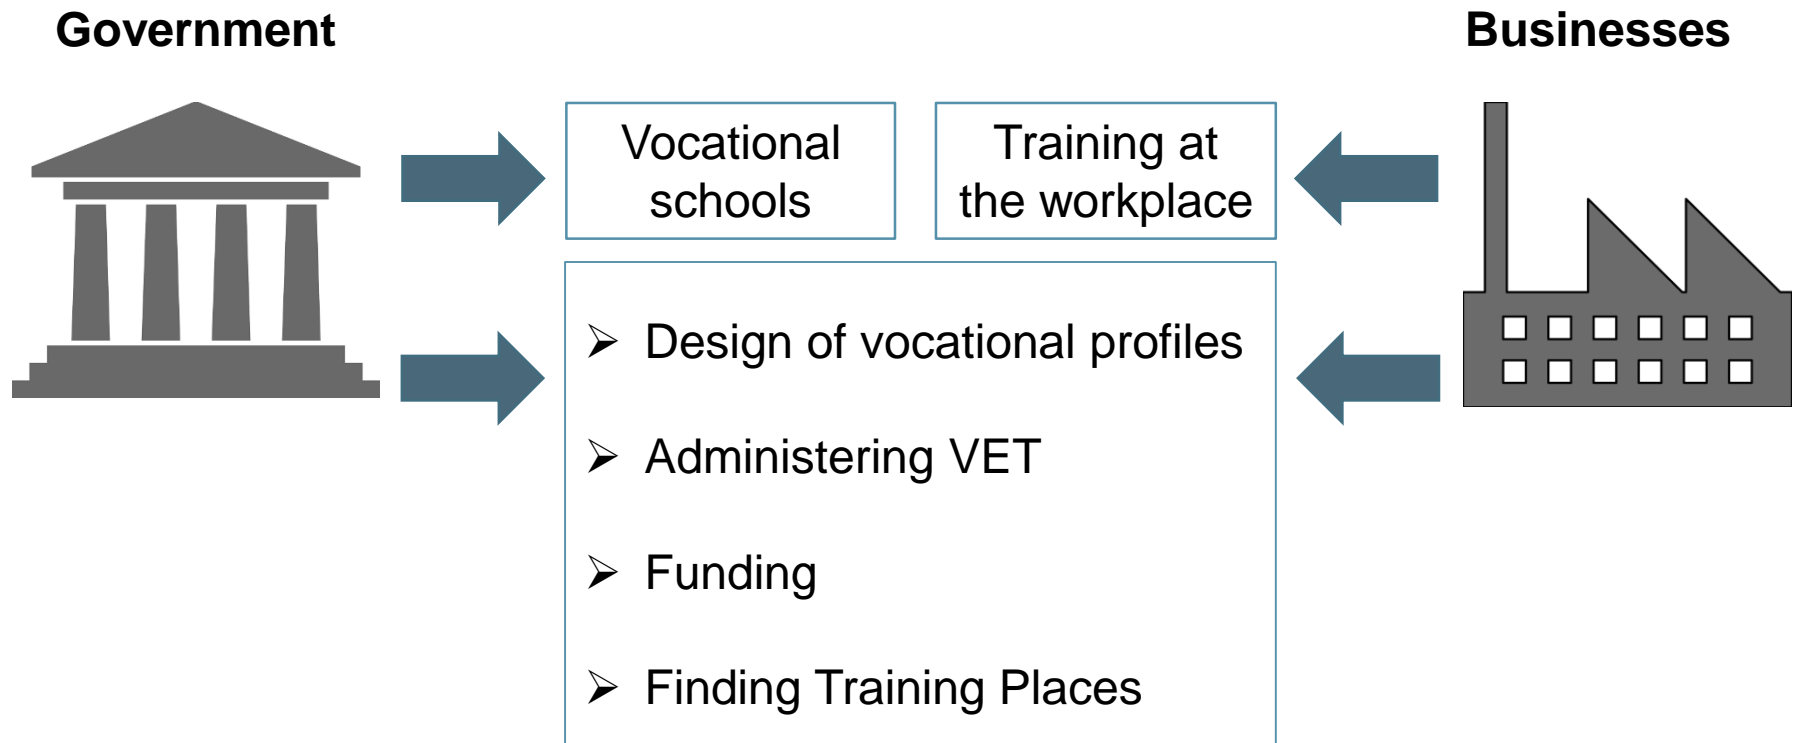 Government
Businesses
Vocational
schools
Training at
the workplace
➢ Design of vocational profiles
➢ Administering VET
➢ Funding
➢ Finding Training Places